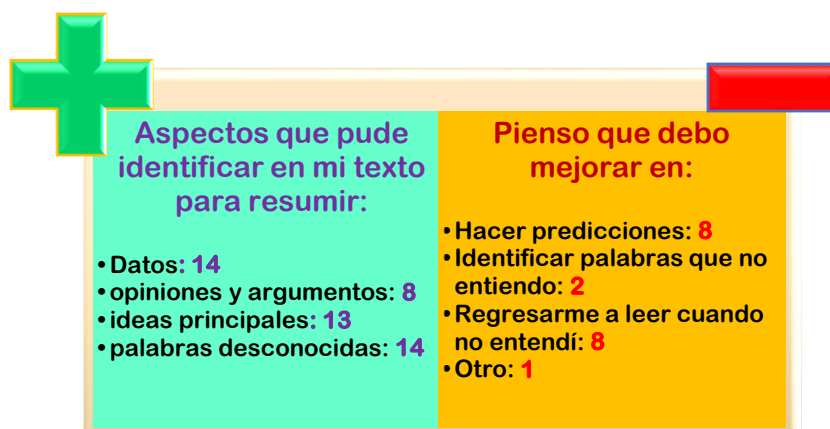 Aspectos que pude
identificar en mi texto
para resumir:
• Datos: 14
• opiniones y argumentos: 8
• ideas principales: 13
• palabras desconocidas: 14
Pienso que debo
mejorar en:
• Hacer predicciones: 8
• Identificar palabras que no
entiendo: 2
• Regresarme a leer cuando
no entendí: 8
• Otro: 1